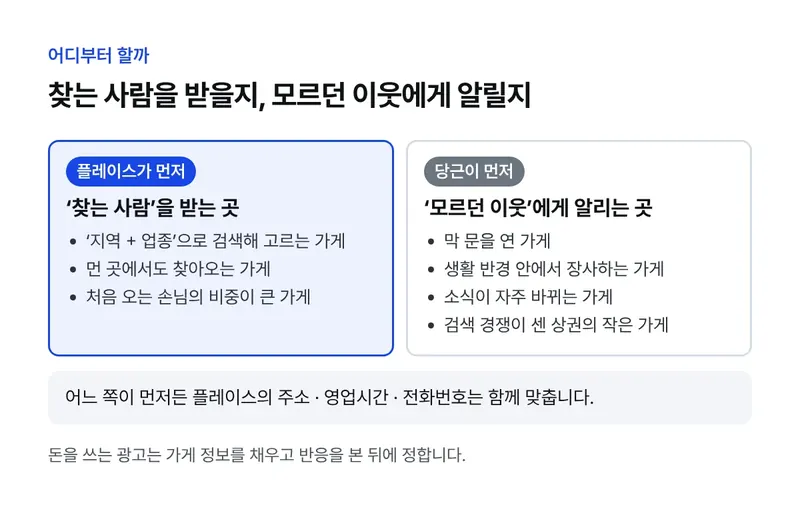 어디부터 할까
찾는 사람을 받을지, 모르던 이웃에게 알릴지
플레이스가 먼저
‘찾는 사람’을 받는 곳
• ‘지역 + 업종’으로 검색해 고르는 가게
• 먼 곳에서도 찾아오는 가게
• 처음 오는 손님의 비중이 큰 가게
당근이 먼저
‘모르던 이웃’에게 알리는 곳
• 막 문을 연 가게
• 생활 반경 안에서 장사하는 가게
• 소식이 자주 바뀌는 가게
• 검색 경쟁이 센 상권의 작은 가게
어느 쪽이 먼저든 플레이스의 주소 · 영업시간 · 전화번호는 함께 맞춥니다.
돈을 쓰는 광고는 가게 정보를 채우고 반응을 본 뒤에 정합니다.